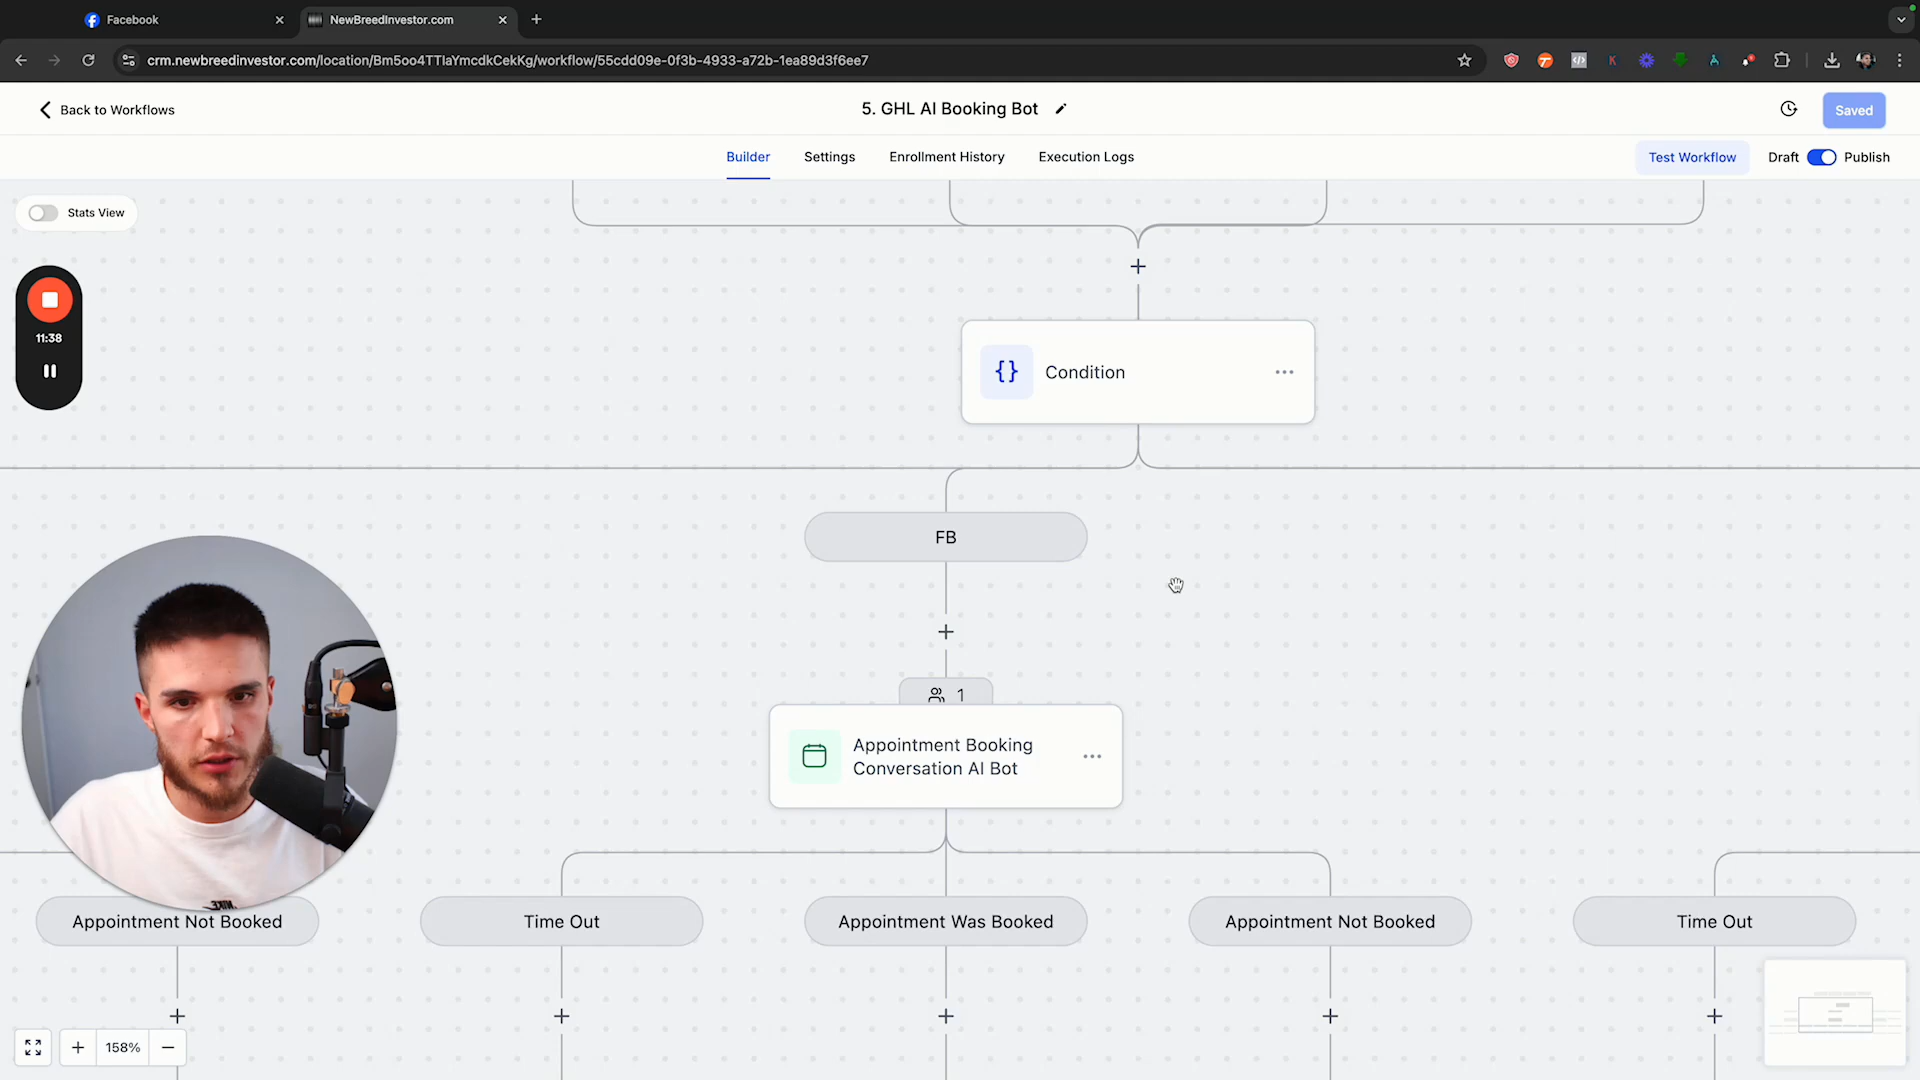 Facebook
NewBreedInvestor.com
crm.newbreedinvestor.com/location/Bm5oo4TTIaYmcdkCekKg/workflow/55cdd09e-0f3b-4933-a72b-1ea89d3f6ee7
Back to Workflows
5. GHL AI Booking Bot
Saved
Builder
Settings
Enrollment History
Execution Logs
Test Workflow
Draft
Publish
Stats View
11:38
Condition
FB
1
Appointment Booking
Conversation AI Bot
Appointment Not Booked
Time Out
Appointment Was Booked
Appointment Not Booked
Time Out
158%